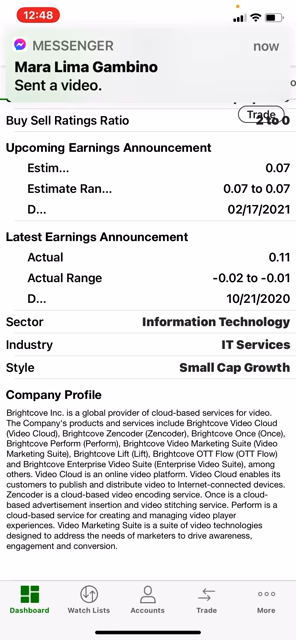 12:48
MESSENGER now
Mara Lima Gambino
Sent a video.
Trade
Buy Sell Ratings Ratio 2 to 0
Upcoming Earnings Announcement
Estim... 0.07
Estimate Ran... 0.07 to 0.07
D... 02/17/2021
Latest Earnings Announcement
Actual 0.11
Actual Range -0.02 to -0.01
D... 10/21/2020
Sector Information Technology
Industry IT Services
Style Small Cap Growth
Company Profile
Brightcove Inc. is a global provider of cloud-based services for video.
The Company's products and services include Brightcove Video Cloud
(Video Cloud), Brightcove Zencoder (Zencoder), Brightcove Once (Once),
Brightcove Perform (Perform), Brightcove Video Marketing Suite (Video
Marketing Suite), Brightcove Lift (Lift), Brightcove OTT Flow (OTT Flow)
and Brightcove Enterprise Video Suite (Enterprise Video Suite), among
others. Video Cloud is an online video platform. Video Cloud enables its
customers to publish and distribute video to Internet-connected devices.
Zencoder is a cloud-based video encoding service. Once is a cloud-
based advertisement insertion and video stitching service. Perform is a
cloud-based service for creating and managing video player
experiences. Video Marketing Suite is a suite of video technologies
designed to address the needs of marketers to drive awareness,
engagement and conversion.
Dashboard Watch Lists Accounts Trade More